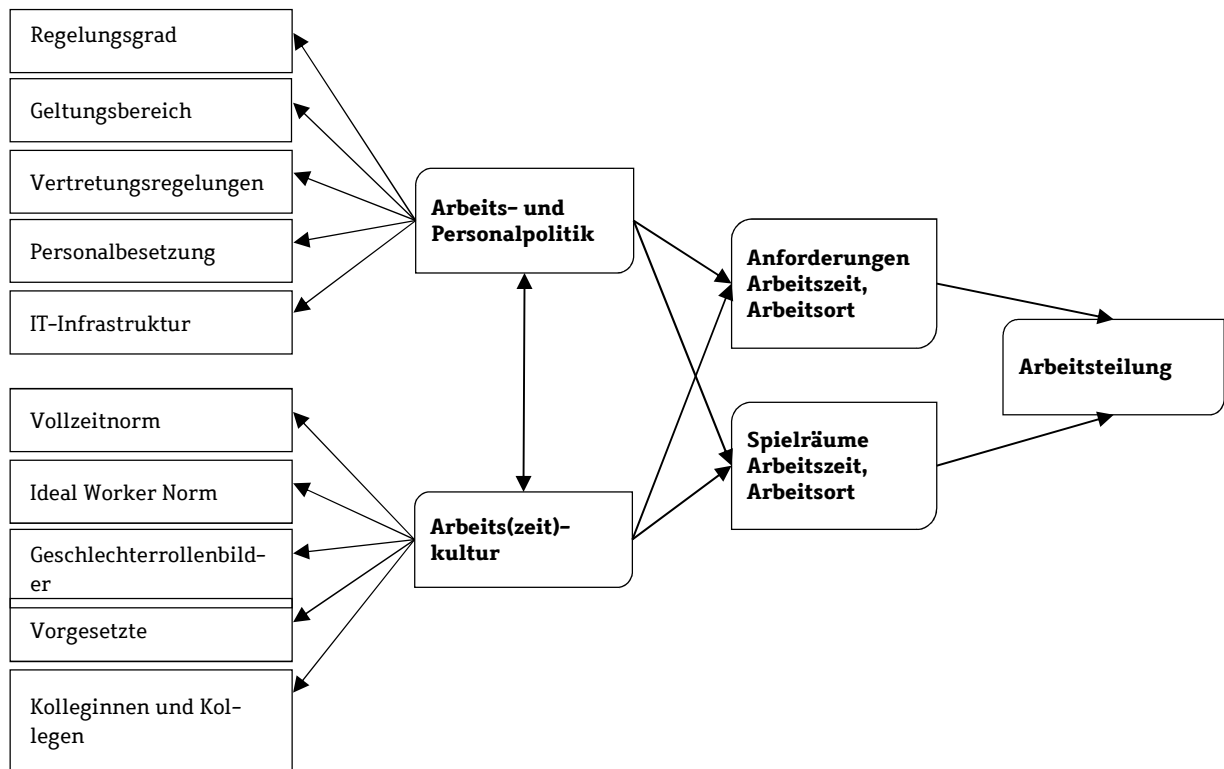 Regelungsgrad
Geltungsbereich
Vertretungsregelungen
Personalbesetzung
IT-Infrastruktur
Vollzeitnorm
Ideal Worker Norm
Geschlechterrollenbild-
er
Vorgesetzte
Kolleginnen und Kol-
legen
Arbeits- und
Personalpolitik
Arbeits(zeit)-
kultur
Anforderungen
Arbeitszeit,
Arbeitsort
Spielräume
Arbeitszeit,
Arbeitsort
Arbeitsteilung